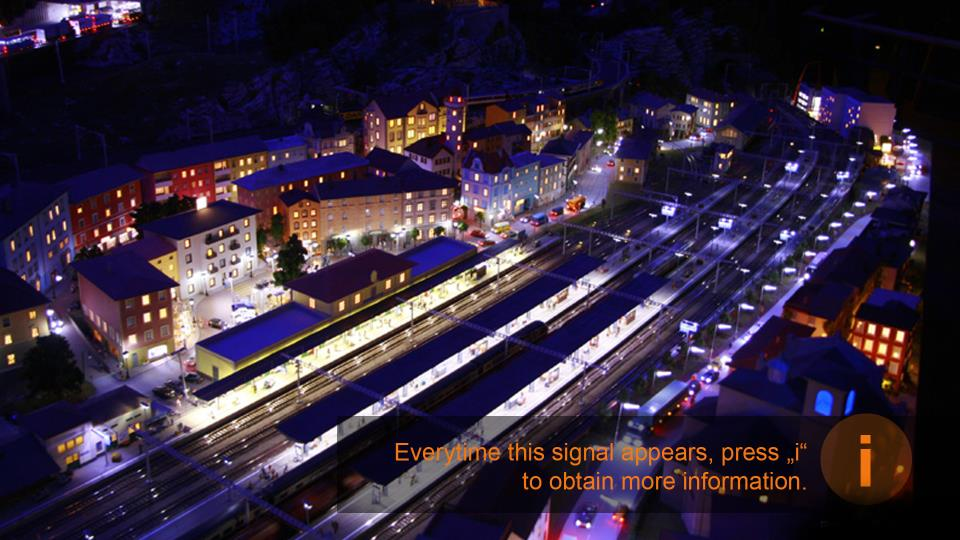 Everytime this signal appears, press „i“
to obtain more information.
i